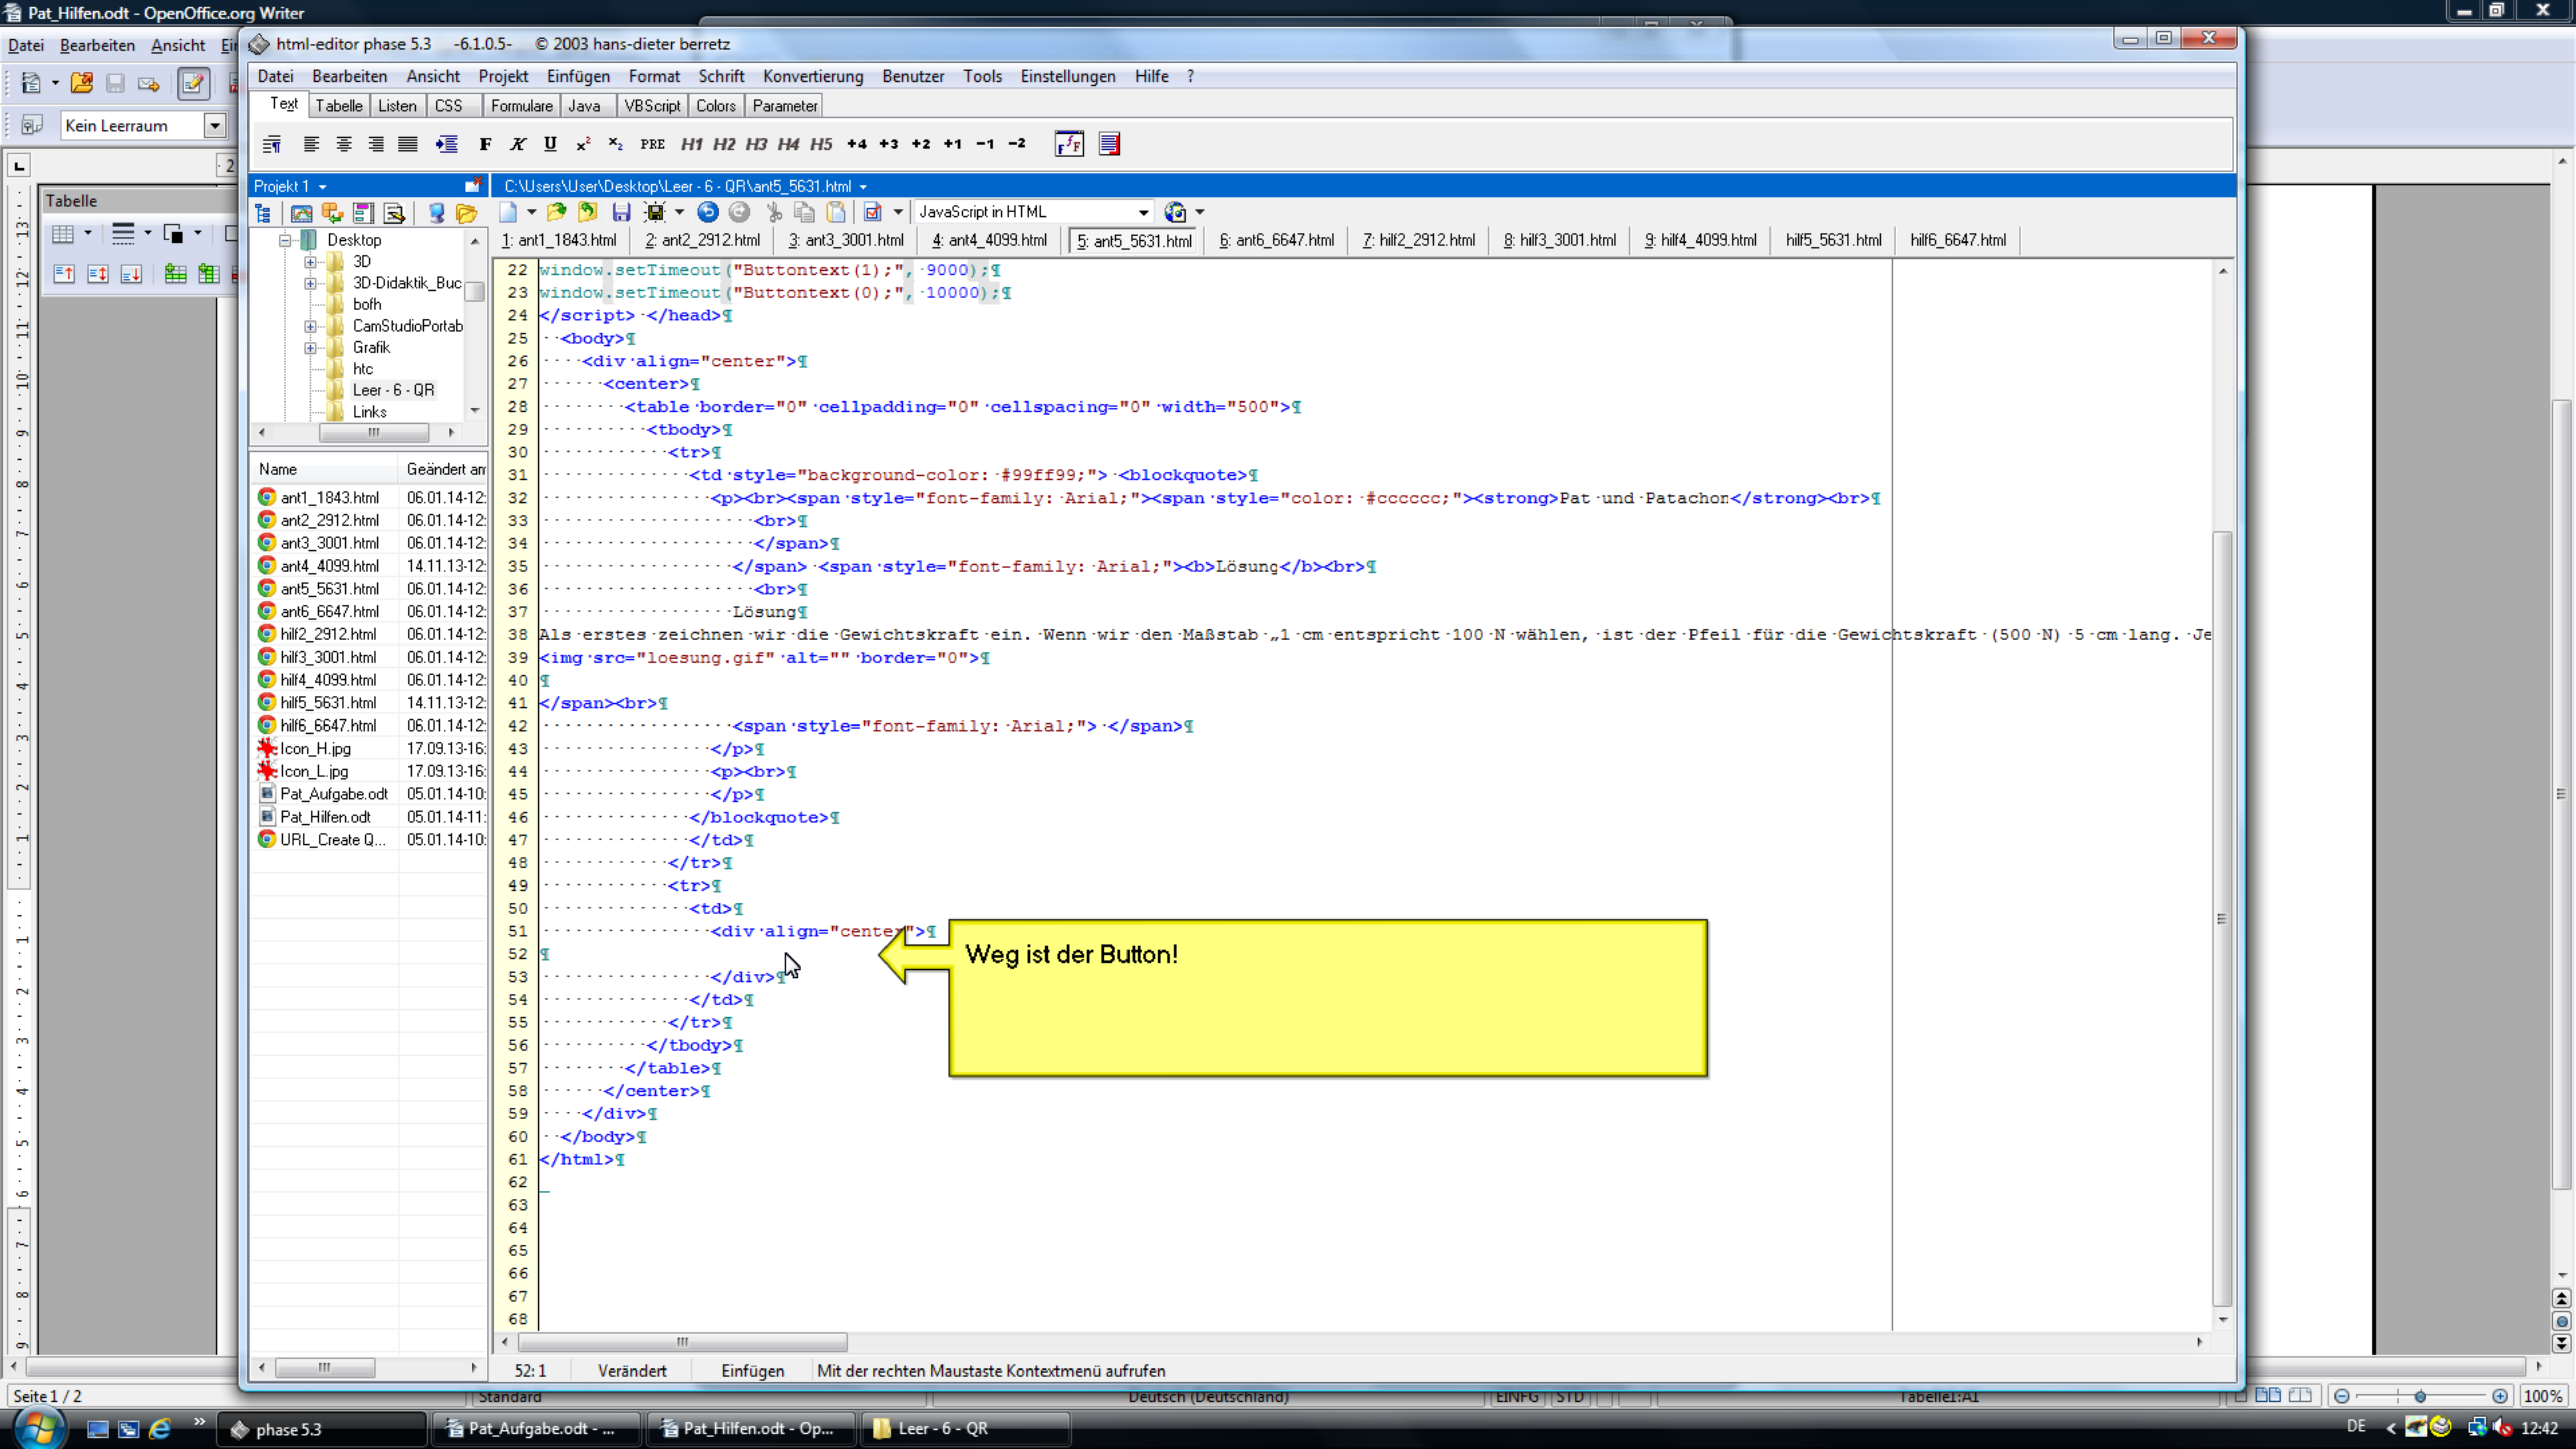 Pat_Hilfen.odt - OpenOffice.org Writer
Datei Bearbeiten Ansicht
Kein Leerraum
Tabelle
html-editor phase 5.3 -6.1.0.5- © 2003 hans-dieter berretz
Datei Bearbeiten Ansicht Projekt Einfügen Format Schrift Konvertierung Benutzer Tools Einstellungen Hilfe ?
Text Tabelle Listen CSS Formulare Java VBScript Colors Parameter
F K U x² x₂ PRE H1 H2 H3 H4 H5 +4 +3 +2 +1 -1 -2
Projekt 1
C:\Users\User\Desktop\Leer - 6 - QR\ant5_5631.html
JavaScript in HTML
1: ant1_1843.html 2: ant2_2912.html 3: ant3_3001.html 4: ant4_4099.html 5: ant5_5631.html 6: ant6_6647.html 7: hilf2_2912.html 8: hilf3_3001.html 9: hilf4_4099.html hilf5_5631.html hilf6_6647.html
Desktop
3D
3D-Didaktik_Buc
bofh
CamStudioPortab
Grafik
htc
Leer - 6 - QR
Links
Name Geändert am
ant1_1843.html 06.01.14-12:
ant2_2912.html 06.01.14-12:
ant3_3001.html 06.01.14-12:
ant4_4099.html 14.11.13-12:
ant5_5631.html 06.01.14-12:
ant6_6647.html 06.01.14-12:
hilf2_2912.html 06.01.14-12:
hilf3_3001.html 06.01.14-12:
hilf4_4099.html 06.01.14-12:
hilf5_5631.html 14.11.13-12:
hilf6_6647.html 06.01.14-12:
Icon_H.jpg 17.09.13-16:
Icon_L.jpg 17.09.13-16:
Pat_Aufgabe.odt 05.01.14-10:
Pat_Hilfen.odt 05.01.14-11:
URL_Create Q... 05.01.14-10:
22 window.setTimeout("Buttontext(1);", 9000);¶
23 window.setTimeout("Buttontext(0);", 10000);¶
24 </script> </head>¶
25 <body>¶
26 <div align="center">¶
27 <center>¶
28 <table border="0" cellpadding="0" cellspacing="0" width="500">¶
29 <tbody>¶
30 <tr>¶
31 <td style="background-color: #99ff99;"> <blockquote>¶
32 <p><br><span style="font-family: Arial;"><span style="color: #cccccc;"><strong>Pat und Patachon</strong><br>¶
33 <br>¶
34 </span>¶
35 </span> <span style="font-family: Arial;"><b>Lösung</b><br>¶
36 <br>¶
37 Lösung¶
38 Als erstes zeichnen wir die Gewichtskraft ein. Wenn wir den Maßstab „1 cm entspricht 100 N wählen, ist der Pfeil für die Gewichtskraft (500 N) 5 cm lang. Je
39 <img src="loesung.gif" alt="" border="0">¶
40 ¶
41 </span><br>¶
42 <span style="font-family: Arial;"> </span>¶
43 </p>¶
44 <p><br>¶
45 </p>¶
46 </blockquote>¶
47 </td>¶
48 </tr>¶
49 <tr>¶
50 <td>¶
51 <div align="center">¶
52 ¶
53 </div>¶
54 </td>¶
55 </tr>¶
56 </tbody>¶
57 </table>¶
58 </center>¶
59 </div>¶
60 </body>¶
61 </html>¶
62
63
64
65
66
67
68
Weg ist der Button!
52:1 Verändert Einfügen Mit der rechten Maustaste Kontextmenü aufrufen
Seite 1 / 2 Standard Deutsch (Deutschland) EINFG STD Tabelle1:A1 100%
phase 5.3 Pat_Aufgabe.odt - ... Pat_Hilfen.odt - Op... Leer - 6 - QR DE 12:42